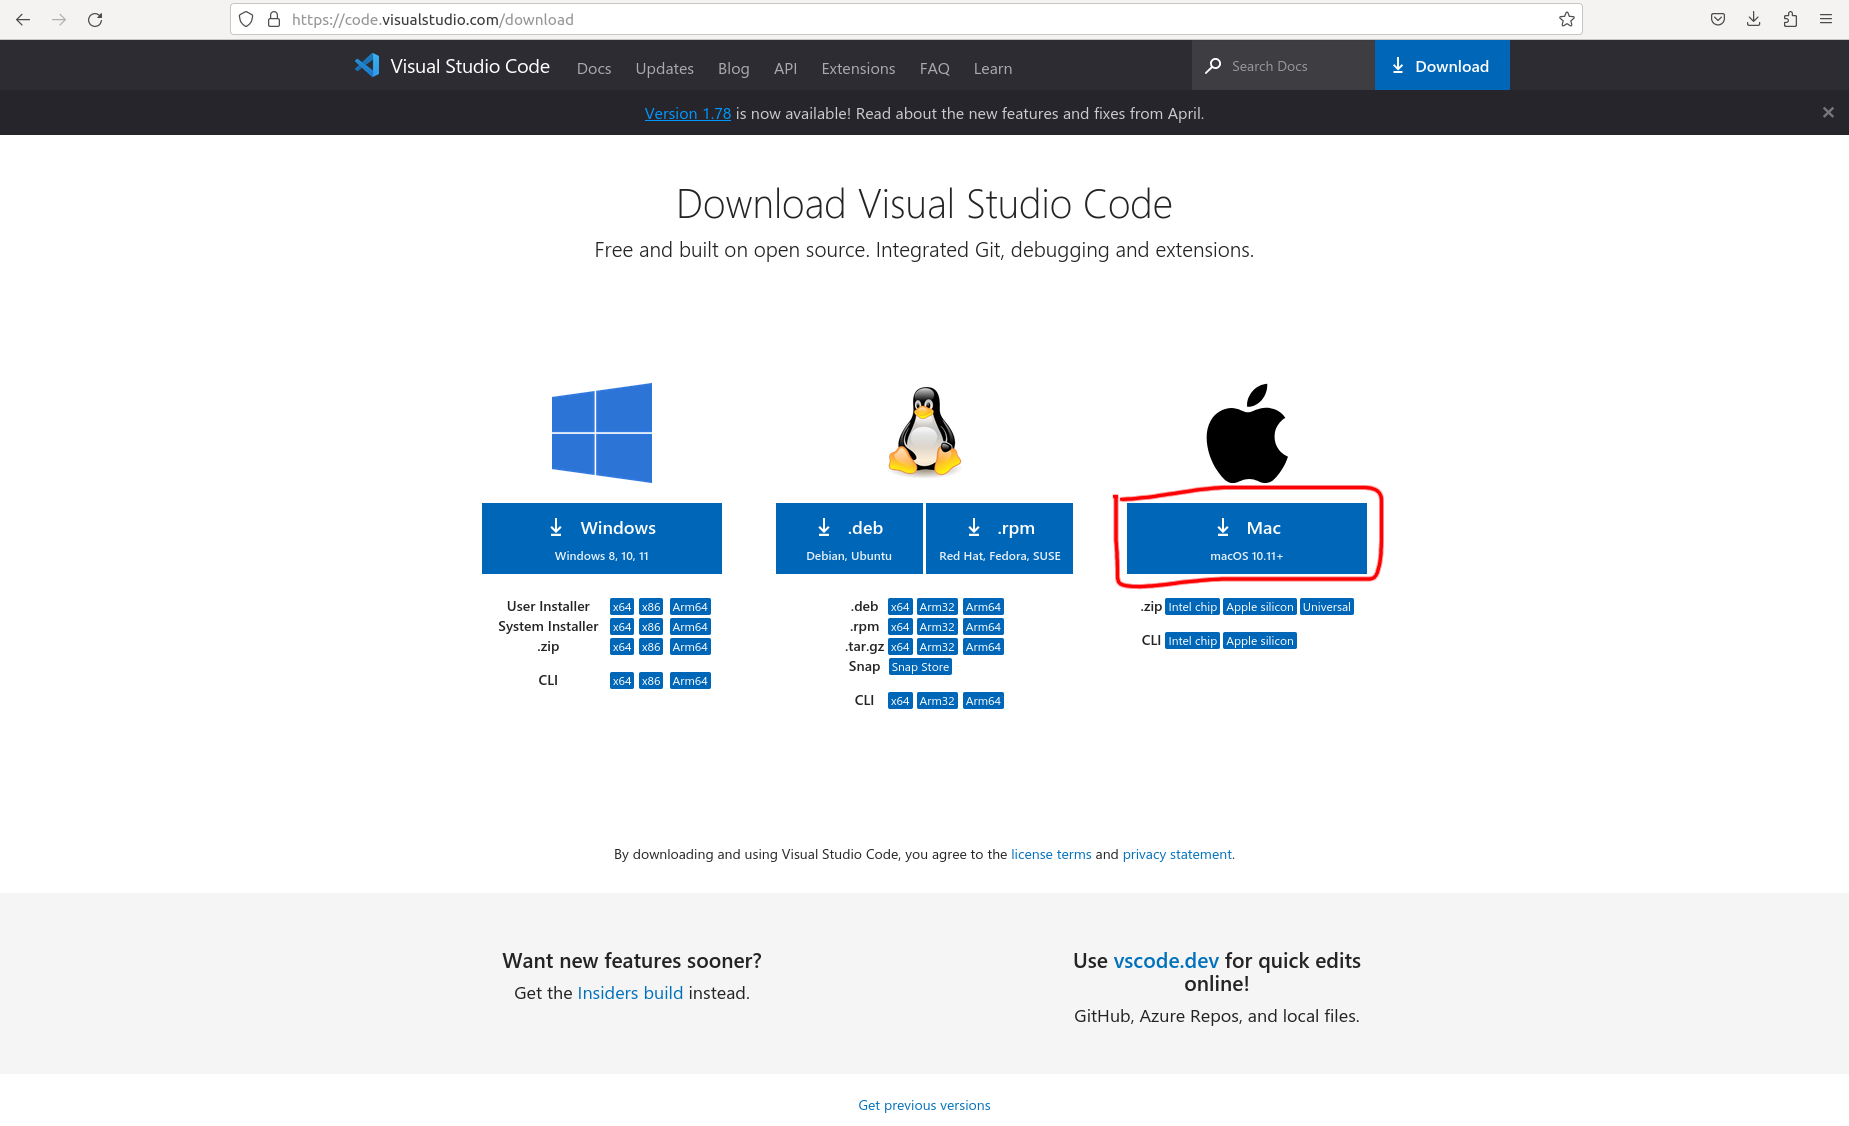 https://code.visualstudio.com/download
Visual Studio Code Docs Updates Blog API Extensions FAQ Learn Search Docs Download
Version 1.78 is now available! Read about the new features and fixes from April.
Download Visual Studio Code
Free and built on open source. Integrated Git, debugging and extensions.
Windows
Windows 8, 10, 11
User Installer x64 x86 Arm64
System Installer x64 x86 Arm64
.zip x64 x86 Arm64
CLI x64 x86 Arm64
.deb
Debian, Ubuntu
.rpm
Red Hat, Fedora, SUSE
.deb x64 Arm32 Arm64
.rpm x64 Arm32 Arm64
.tar.gz x64 Arm32 Arm64
Snap Snap Store
CLI x64 Arm32 Arm64
Mac
macOS 10.11+
.zip Intel chip Apple silicon Universal
CLI Intel chip Apple silicon
By downloading and using Visual Studio Code, you agree to the license terms and privacy statement.
Want new features sooner?
Get the Insiders build instead.
Use vscode.dev for quick edits
online!
GitHub, Azure Repos, and local files.
Get previous versions